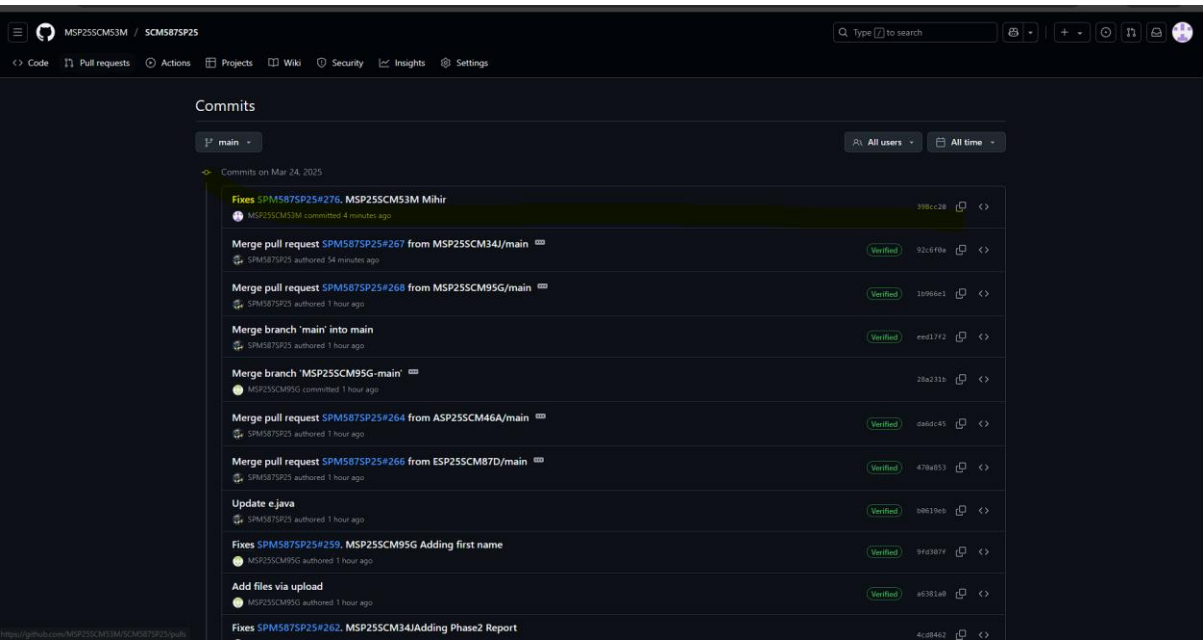 MSP25SCM53M / SCM587SP25
Type / to search
Code Pull requests Actions Projects Wiki Security Insights Settings
Commits
main
All users All time
Commits on Mar 24, 2025
Fixes SPM587SP25#276. MSP25SCM53M Mihir
MSP25SCM53M committed 4 minutes ago
398cc20
Merge pull request SPM587SP25#267 from MSP25SCM34J/main
SPM587SP25 authored 54 minutes ago
Verified 92c6f0e
Merge pull request SPM587SP25#268 from MSP25SCM95G/main
SPM587SP25 authored 1 hour ago
Verified 1b966e1
Merge branch 'main' into main
SPM587SP25 authored 1 hour ago
Verified eed17f2
Merge branch 'MSP25SCM95G-main'
MSP25SCM95G committed 1 hour ago
28a231b
Merge pull request SPM587SP25#264 from ASP25SCM46A/main
SPM587SP25 authored 1 hour ago
Verified da6dc45
Merge pull request SPM587SP25#266 from ESP25SCM87D/main
SPM587SP25 authored 1 hour ago
Verified 470a853
Update e.java
SPM587SP25 authored 1 hour ago
Verified b0619eb
Fixes SPM587SP25#259. MSP25SCM95G Adding first name
MSP25SCM95G authored 1 hour ago
Verified 9fd307f
Add files via upload
MSP25SCM95G authored 1 hour ago
Verified a6381a0
Fixes SPM587SP25#262. MSP25SCM34JAdding Phase2 Report
4cd0462
https://github.com/MSP25SCM53M/SCM587SP25/pulls